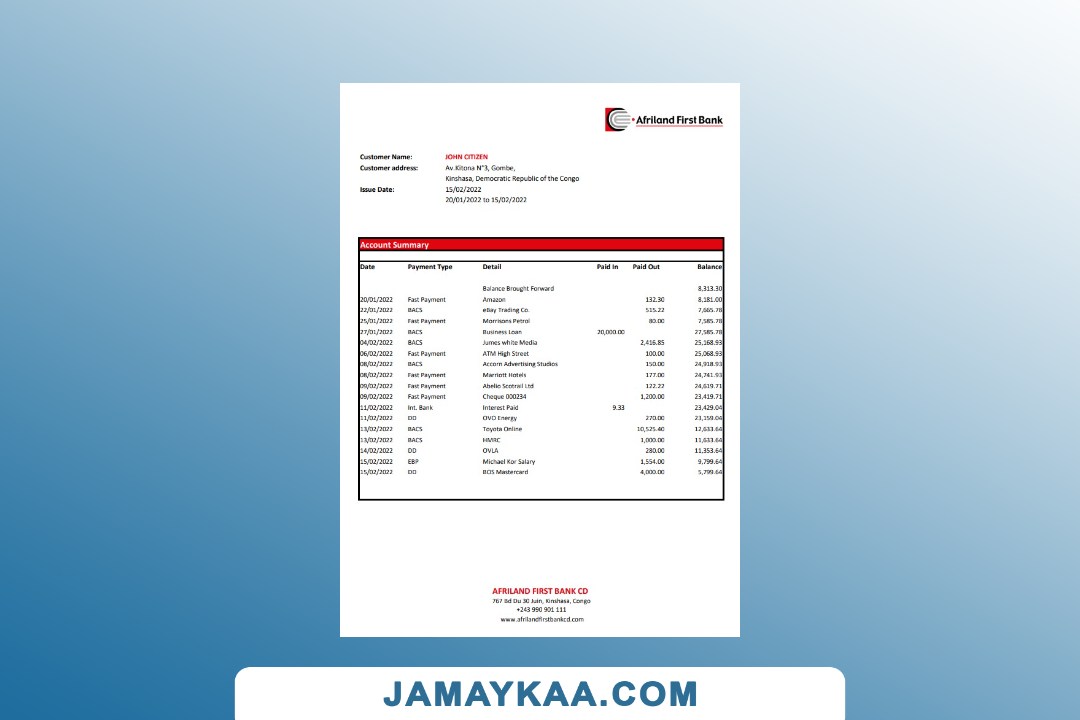 Afriland First Bank
Customer Name: JOHN CITIZEN
Customer address: Av Kitona N°3, Gombe,
Kinshasa, Democratic Republic of the Congo
Issue Date: 15/02/2022
20/01/2022 to 15/02/2022
Account Summary
Date Payment Type Detail Paid In Paid Out Balance
Balance Brought Forward 8,313.30
20/01/2022 Fast Payment Amazon 132.30 8,181.00
22/01/2022 BACS eBay Trading Co. 515.22 7,665.78
25/01/2022 Fast Payment Morrisons Petrol 80.00 7,585.78
27/01/2022 BACS Business Loan 20,000.00 27,585.78
04/02/2022 BACS Jumes white Media 2,416.85 25,168.93
06/02/2022 Fast Payment ATM High Street 100.00 25,068.93
08/02/2022 BACS Accorn Advertising Studios 150.00 24,918.93
08/02/2022 Fast Payment Marriott Hotels 177.00 24,741.93
09/02/2022 Fast Payment Abelio Scotrail Ltd 122.22 24,619.71
09/02/2022 Fast Payment Cheque 000234 1,200.00 23,419.71
11/02/2022 Int. Bank Interest Paid 9.33 23,429.04
11/02/2022 DD OVO Energy 270.00 23,159.04
13/02/2022 BACS Toyota Online 10,525.40 12,633.64
13/02/2022 BACS HMRC 1,000.00 11,633.64
14/02/2022 DD OVLA 280.00 11,353.64
15/02/2022 EBP Michael Kor Salary 1,554.00 9,799.64
15/02/2022 DD BOS Mastercard 4,000.00 5,799.64
AFRILAND FIRST BANK CD
767 Bd Du 30 Juin, Kinshasa, Congo
+243 990 901 111
www.afrilandfirstbankcd.com
JAMAYKAA.COM